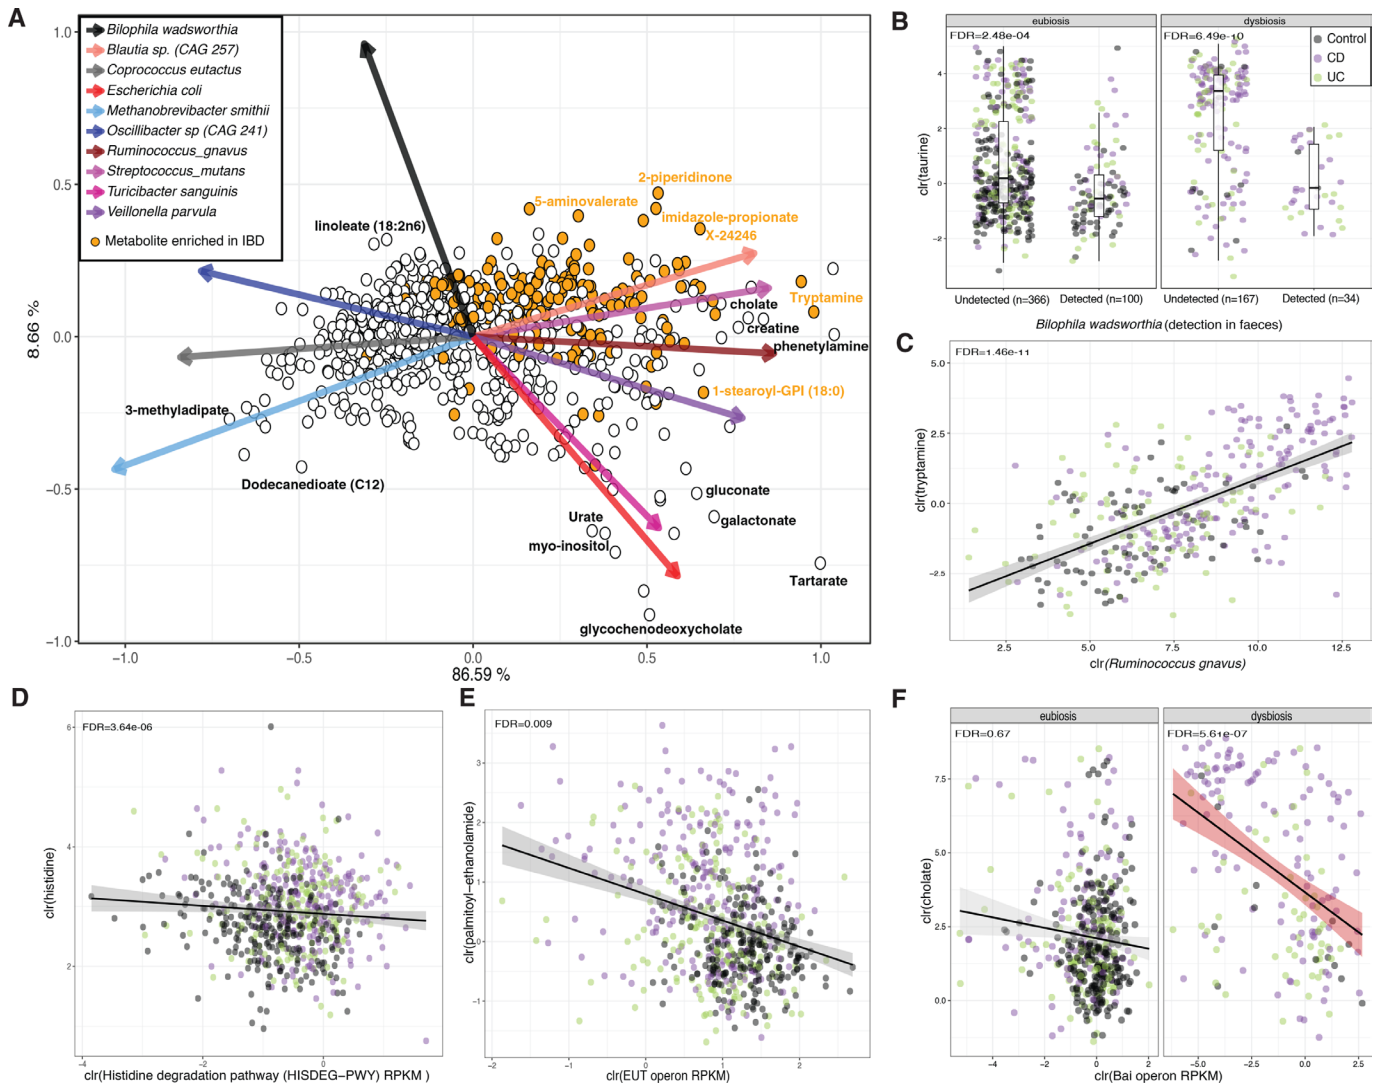 A
Bilophila wadsworthia
Blautia sp. (CAG 257)
Coprococcus eutactus
Escherichia coli
Methanobrevibacter smithii
Oscillibacter sp (CAG 241)
Ruminococcus_gnavus
Streptococcus_mutans
Turicibacter sanguinis
Veillonella parvula
Metabolite enriched in IBD
1.0
0.5
0.0
−0.5
−1.0
8.66 %
2-piperidinone
5-aminovalerate
imidazole-propionate
X-24246
linoleate (18:2n6)
Tryptamine
cholate
creatine
phenetylamine
1-stearoyl-GPI (18:0)
3-methyladipate
Dodecanedioate (C12)
gluconate
Urate
galactonate
myo-inositol
Tartarate
glycochenodeoxycholate
−1.0
−0.5
0.0
0.5
1.0
86.59 %
B
eubiosis
dysbiosis
FDR=2.48e-04
FDR=6.49e-10
Control
CD
UC
4
2
0
−2
clr(taurine)
Undetected (n=366)
Detected (n=100)
Undetected (n=167)
Detected (n=34)
Bilophila wadsworthia (detection in faeces)
C
FDR=1.46e-11
5.0
2.5
0.0
−2.5
clr(tryptamine)
2.5
5.0
7.5
10.0
12.5
clr(Ruminococcus gnavus)
D
FDR=3.64e-06
6
4
2
clr(histidine)
−4
−2
0
clr(Histidine degradation pathway (HISDEG−PWY) RPKM )
E
FDR=0.009
3
2
1
0
−1
clr(palmitoyl−ethanolamide)
−2
−1
0
1
2
clr(EUT operon RPKM)
F
eubiosis
dysbiosis
FDR=0.67
FDR=5.61e-07
7.5
5.0
2.5
0.0
clr(cholate)
−4
−2
0
2
−5.0
−2.5
0.0
2.5
clr(Bai operon RPKM)